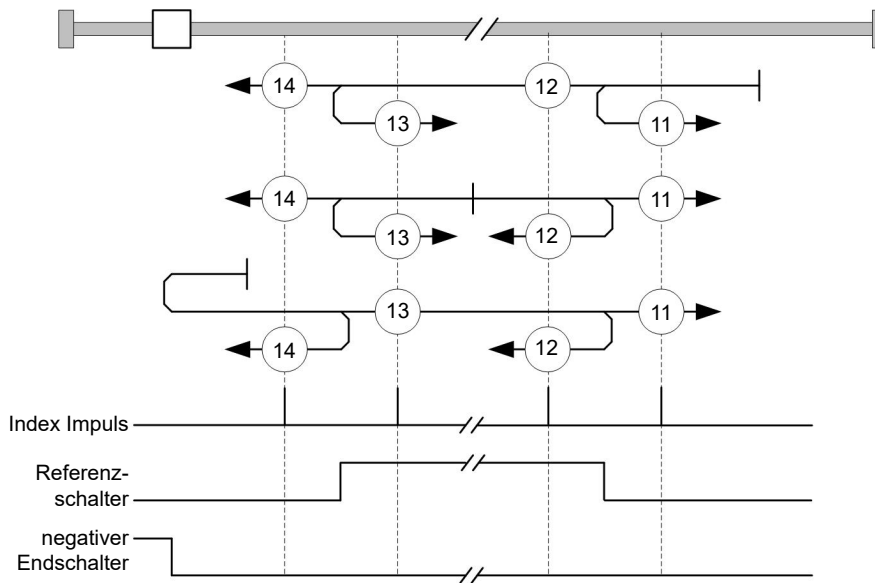 14
12
13
11
14
11
13
12
13
11
14
12
Index Impuls
Referenz-
schalter
negativer
Endschalter